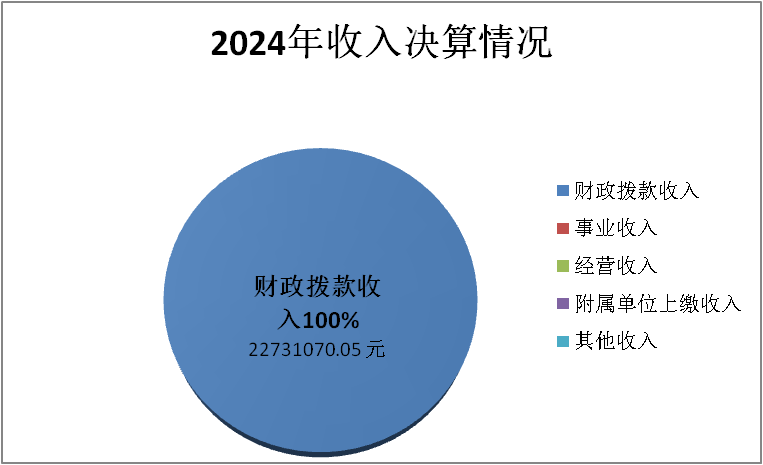 2024年收入决算情况
财政拨款收
入100%
22731070.05 元
财政拨款收入
事业收入
经营收入
附属单位上缴收入
其他收入